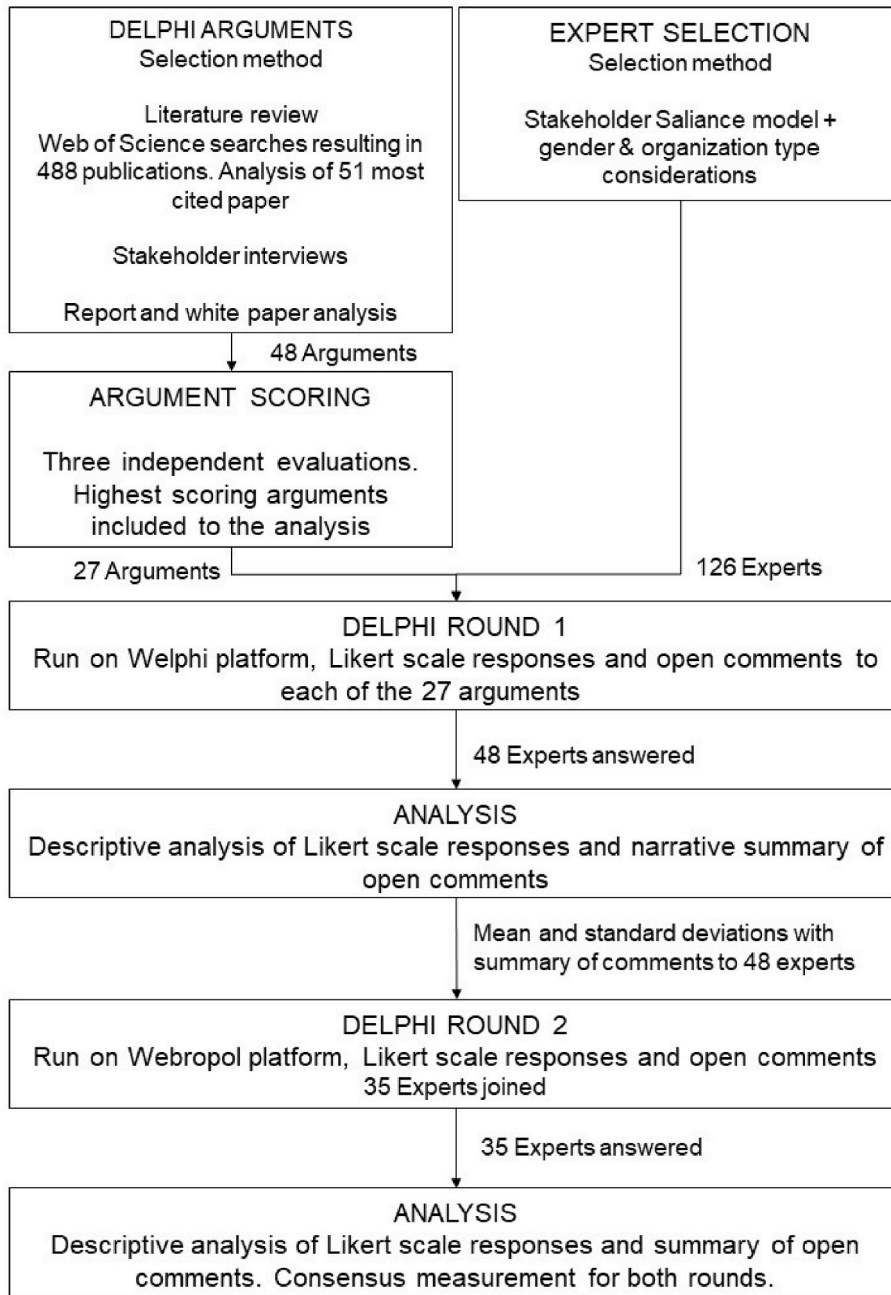 DELPHI ARGUMENTS
Selection method
Literature review
Web of Science searches resulting in
488 publications. Analysis of 51 most
cited paper
Stakeholder interviews
Report and white paper analysis
EXPERT SELECTION
Selection method
Stakeholder Saliance model +
gender & organization type
considerations
48 Arguments
ARGUMENT SCORING
Three independent evaluations.
Highest scoring arguments
included to the analysis
27 Arguments
126 Experts
DELPHI ROUND 1
Run on Welphi platform, Likert scale responses and open comments to
each of the 27 arguments
48 Experts answered
ANALYSIS
Descriptive analysis of Likert scale responses and narrative summary of
open comments
Mean and standard deviations with
summary of comments to 48 experts
DELPHI ROUND 2
Run on Webropol platform, Likert scale responses and open comments
35 Experts joined
35 Experts answered
ANALYSIS
Descriptive analysis of Likert scale responses and summary of open
comments. Consensus measurement for both rounds.